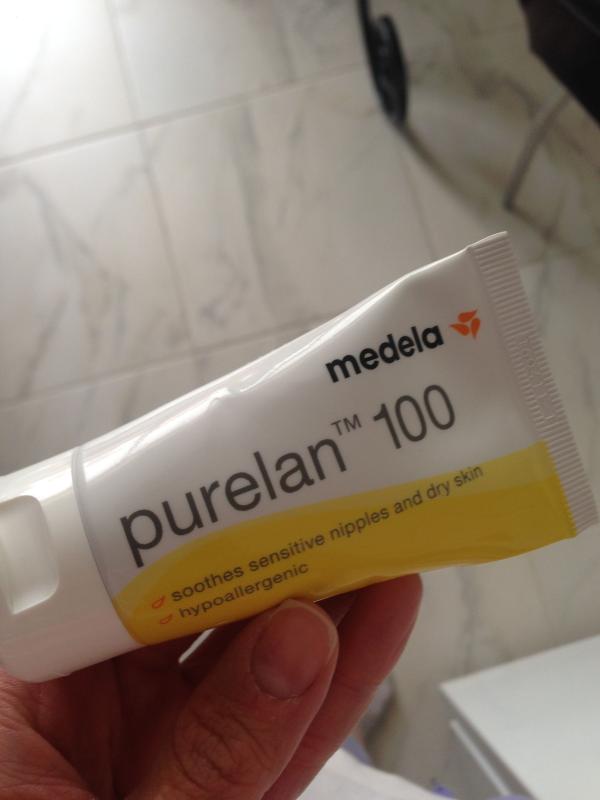 medela
purelan™ 100
soothes sensitive nipples and dry skin
hypoallergenic